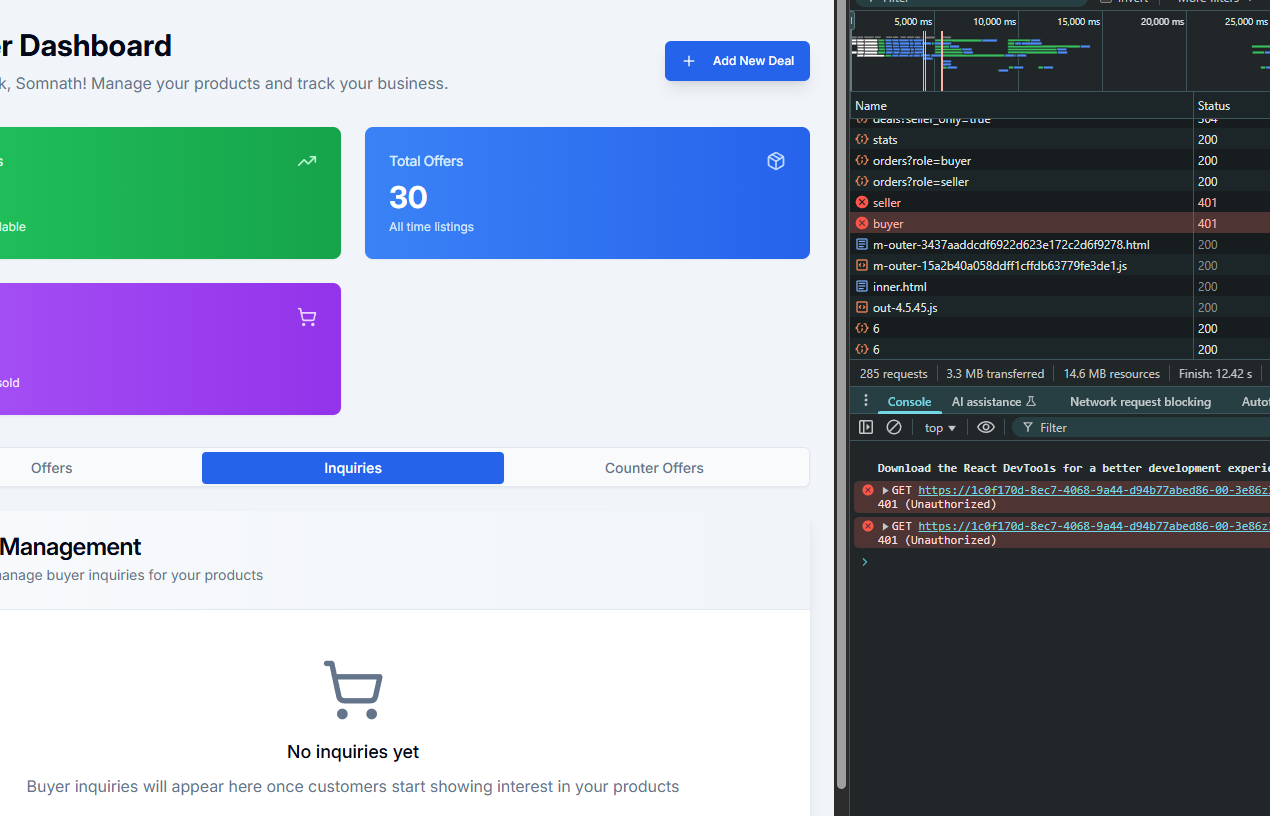 r Dashboard
k, Somnath! Manage your products and track your business.
Add New Deal
s
lable
Total Offers
30
All time listings
sold
Offers
Inquiries
Counter Offers
Management
anage buyer inquiries for your products
No inquiries yet
Buyer inquiries will appear here once customers start showing interest in your products
Filter
Invert
More filters
5,000 ms
10,000 ms
15,000 ms
20,000 ms
25,000 ms
Name Status
deals?seller_only=true 304
stats 200
orders?role=buyer 200
orders?role=seller 200
seller 401
buyer 401
m-outer-3437aaddcdf6922d623e172c2d6f9278.html 200
m-outer-15a2b40a058ddff1cffdb63779fe3de1.js 200
inner.html 200
out-4.5.45.js 200
6 200
6 200
285 requests 3.3 MB transferred 14.6 MB resources Finish: 12.42 s
Console AI assistance Network request blocking Autof
top Filter
Download the React DevTools for a better development experie
GET https://1c0f170d-8ec7-4068-9a44-d94b77abed86-00-3e86z
401 (Unauthorized)
GET https://1c0f170d-8ec7-4068-9a44-d94b77abed86-00-3e86z
401 (Unauthorized)